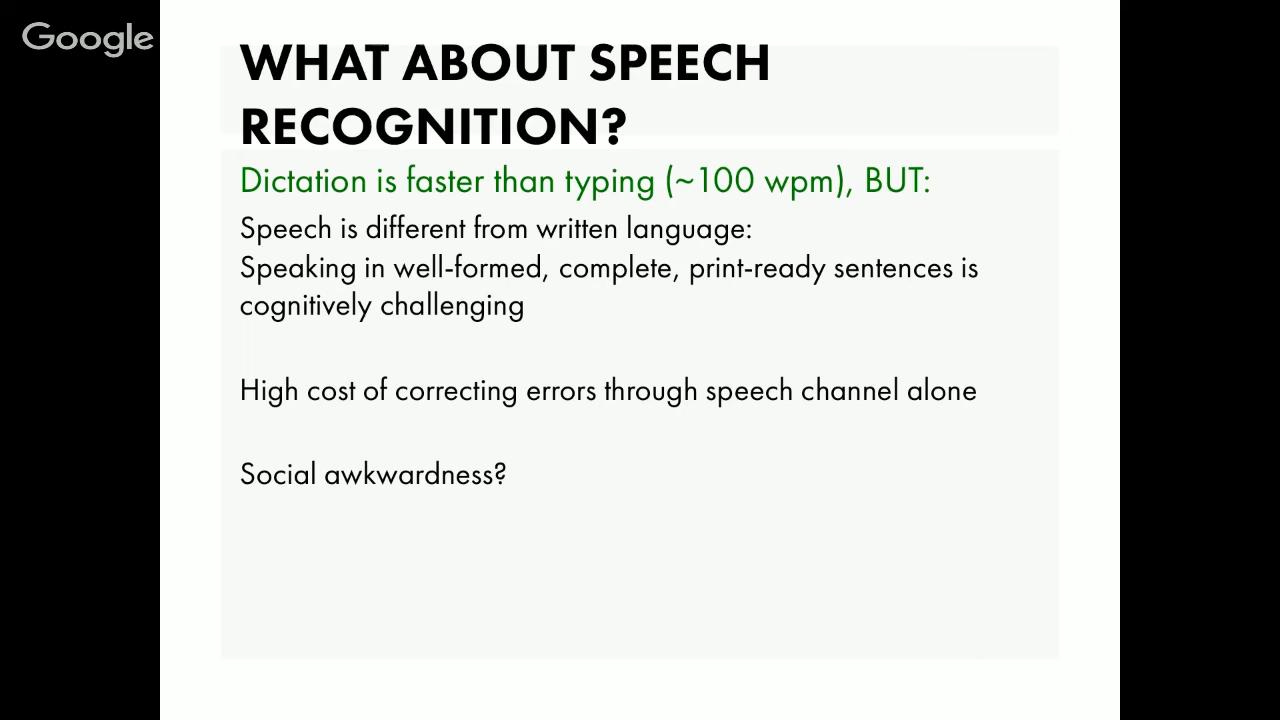 Google
WHAT ABOUT SPEECH
RECOGNITION?
Dictation is faster than typing (~100 wpm), BUT:
Speech is different from written language:
Speaking in well-formed, complete, print-ready sentences is
cognitively challenging
High cost of correcting errors through speech channel alone
Social awkwardness?